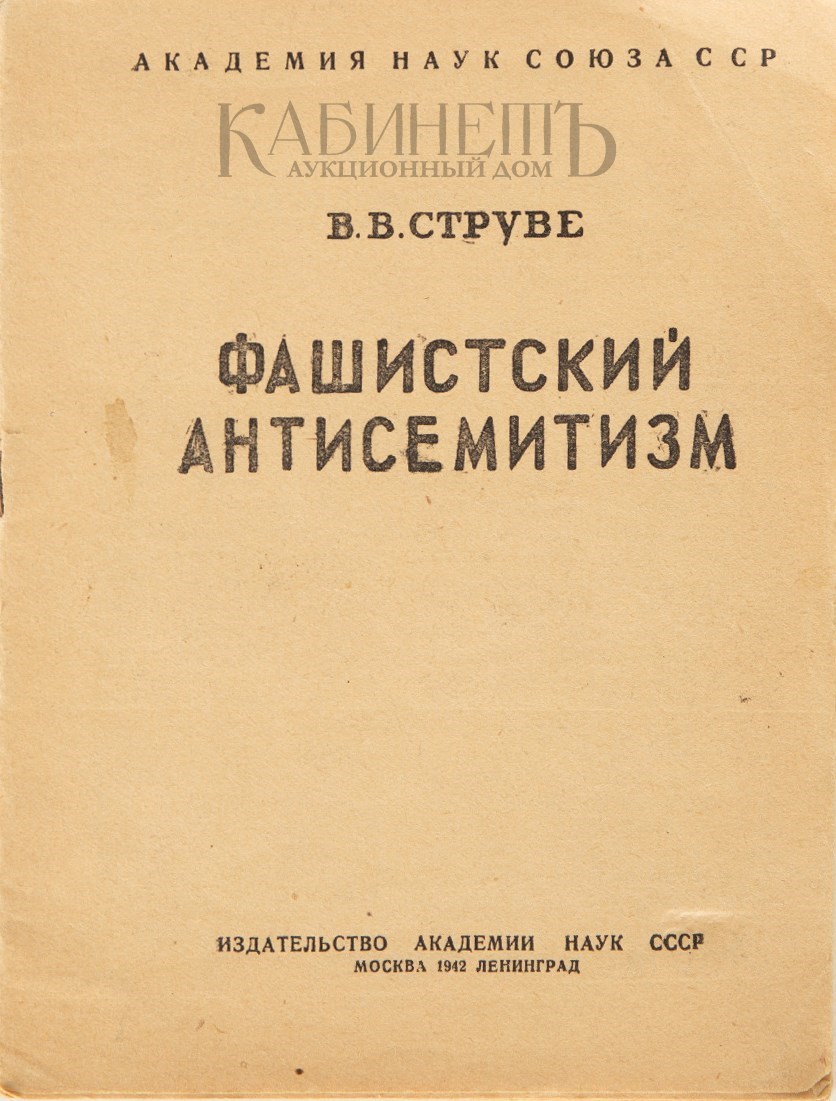 АКАДЕМИЯ НАУК СОЮЗА ССР
КАБИНЕТЪ
АУКЦИОННЫЙ ДОМ
В. В. СТРУВЕ
ФАШИСТСКИЙ
АНТИСЕМИТИЗМ
ИЗДАТЕЛЬСТВО АКАДЕМИИ НАУК СССР
МОСКВА 1942 ЛЕНИНГРАД